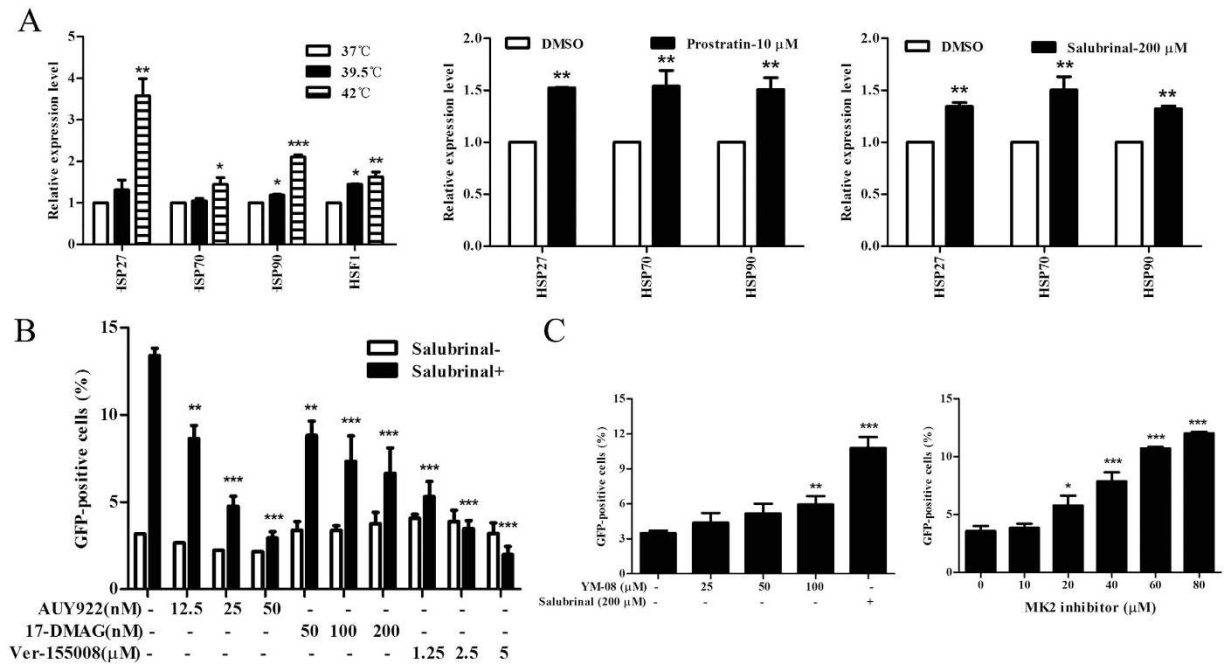 A
37℃
39.5℃
42℃
Relative expression level
5
4
3
2
1
0
** * * *** * **
HSP27
HSP70
HSP90
HSF1
DMSO
Prostratin-10 μM
Relative expression level
2.0
1.5
1.0
0.5
0.0
** ** **
HSP27
HSP70
HSP90
DMSO
Salubrinal-200 μM
Relative expression level
2.0
1.5
1.0
0.5
0.0
** ** **
HSP27
HSP70
HSP90
B
Salubrinal-
Salubrinal+
GFP-positive cells (%)
15
10
5
0
** *** *** ** *** *** *** *** ***
AUY922(nM) - 12.5 25 50 - - - - - -
17-DMAG(nM) - - - - 50 100 200 - - -
Ver-155008(μM) - - - - - - - 1.25 2.5 5
C
GFP-positive cells (%)
15
12
9
6
3
0
** ***
YM-08 (μM) - 25 50 100 -
Salubrinal (200 μM) - - - - +
GFP-positive cells (%)
15
10
5
0
* *** *** ***
0 10 20 40 60 80
MK2 inhibitor (μM)